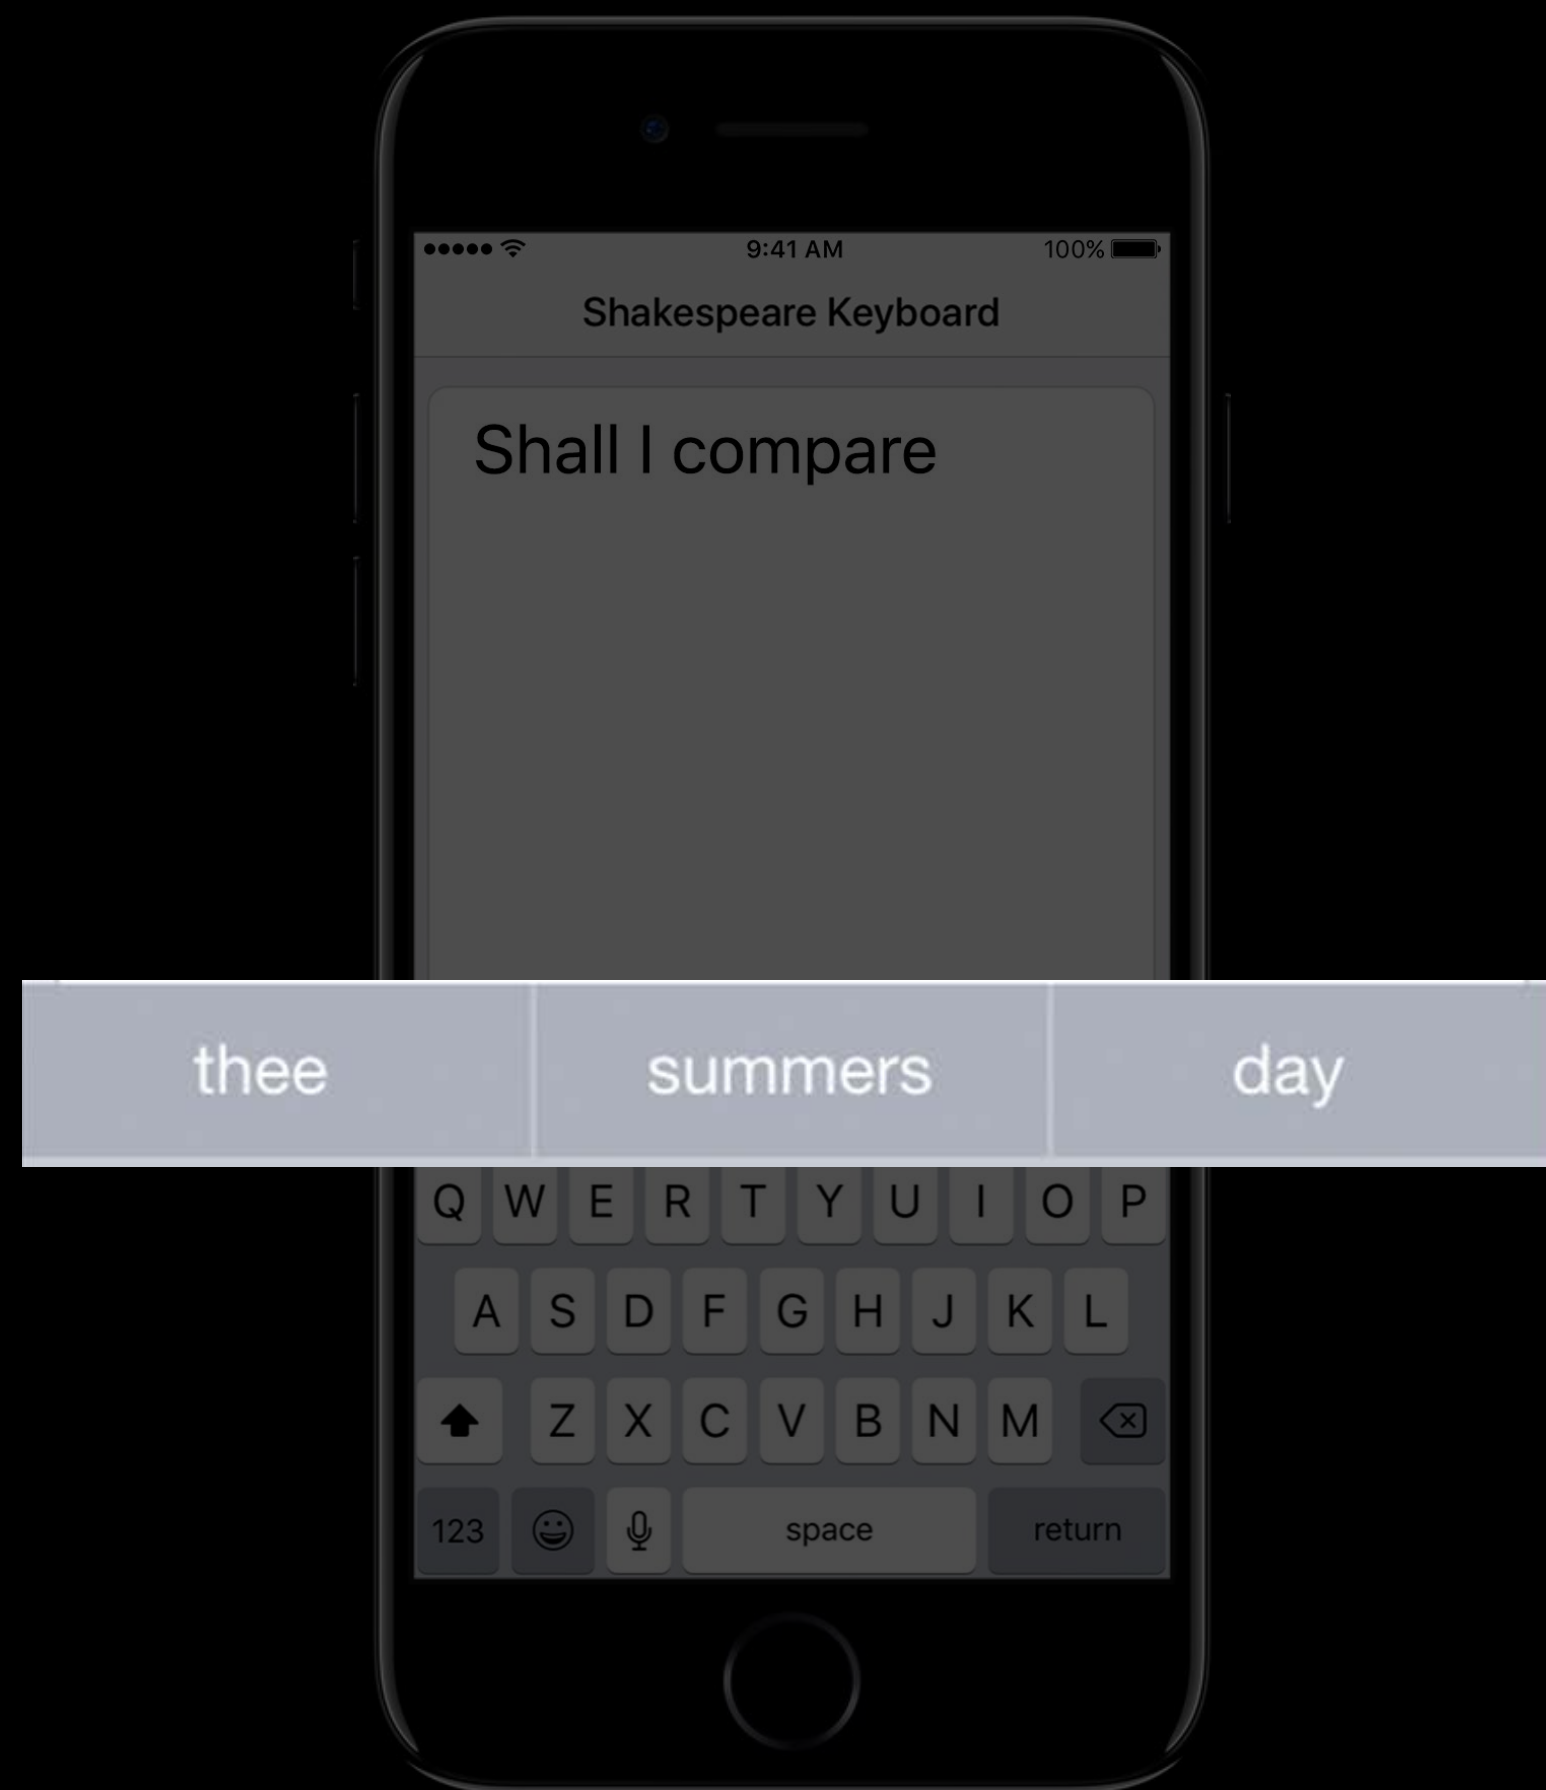 9:41 AM 100%
Shakespeare Keyboard
Shall I compare
thee summers day
Q W E R T Y U I O P
A S D F G H J K L
Z X C V B N M
123 space return